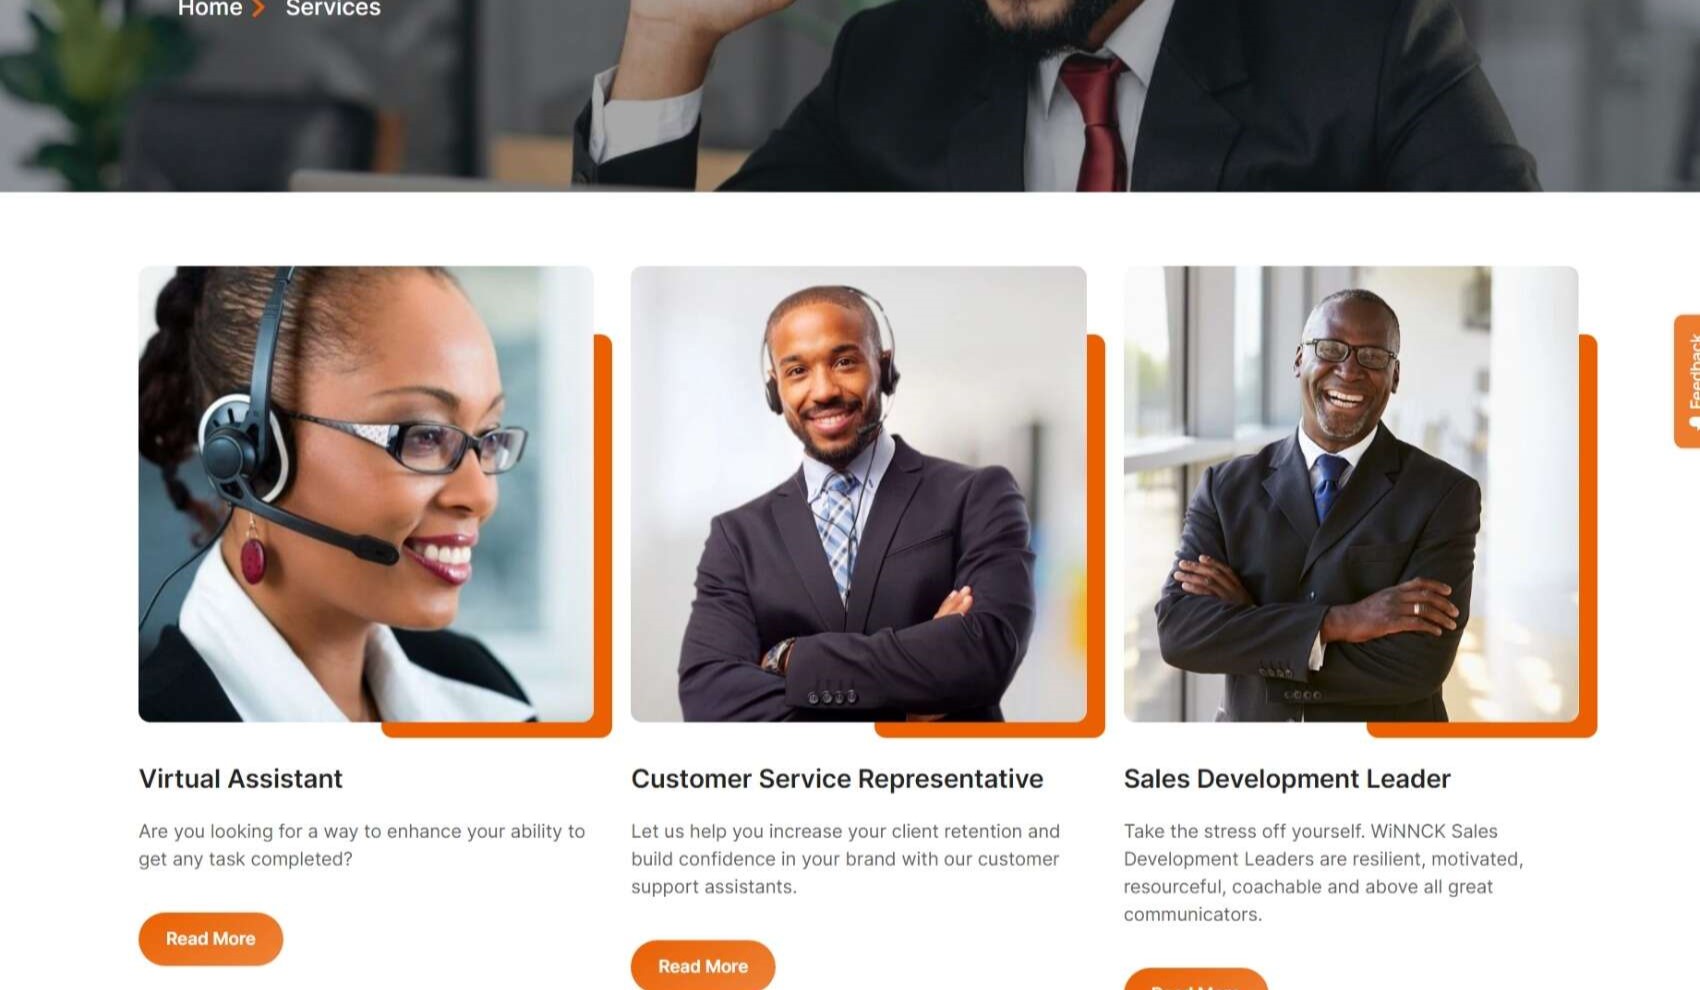 Home
Services
Feedback
Virtual Assistant
Are you looking for a way to enhance your ability to
get any task completed?
Read More
Customer Service Representative
Let us help you increase your client retention and
build confidence in your brand with our customer
support assistants.
Read More
Sales Development Leader
Take the stress off yourself. WiNNCK Sales
Development Leaders are resilient, motivated,
resourceful, coachable and above all great
communicators.
Read More